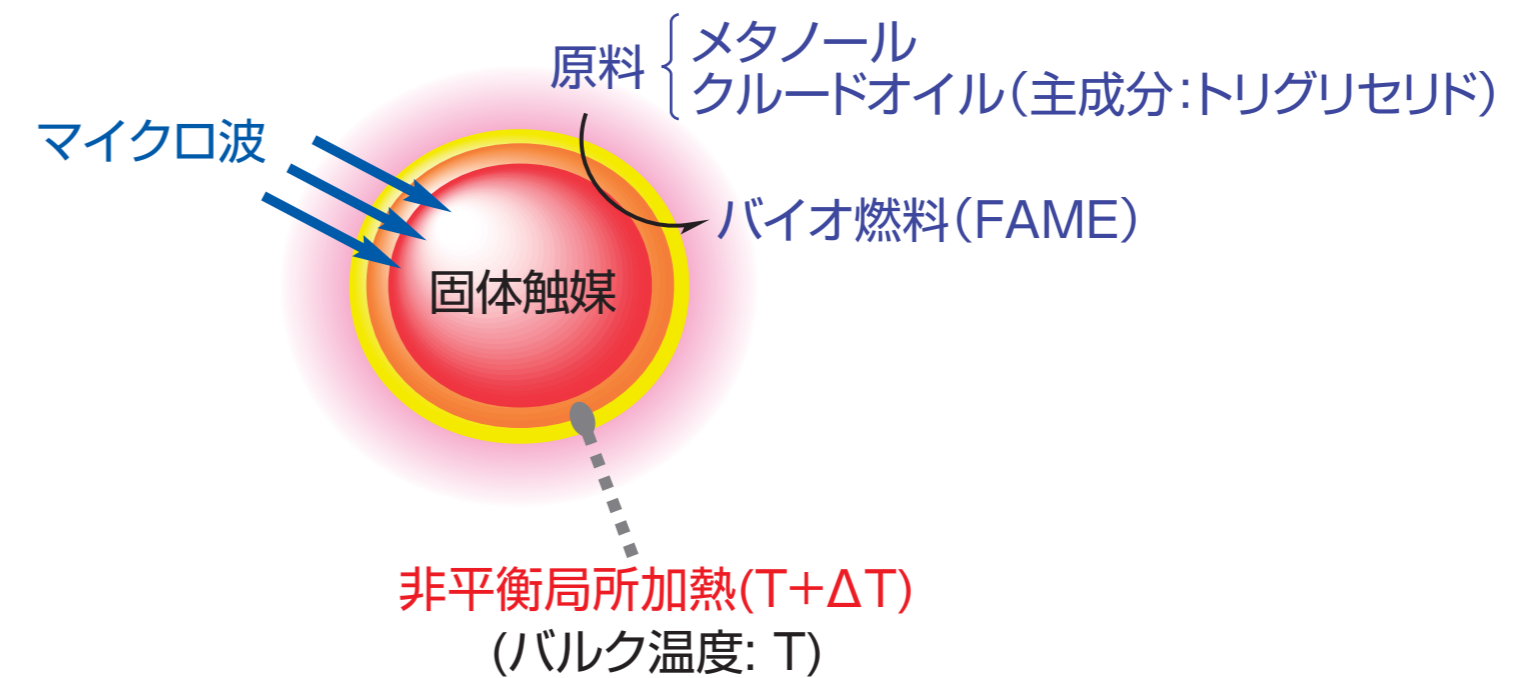 原料
メタノール
クルードオイル（主成分：トリグリセリド）
マイクロ波
バイオ燃料（FAME）
固体触媒
非平衡局所加熱(T+ΔT)
(バルク温度: T)